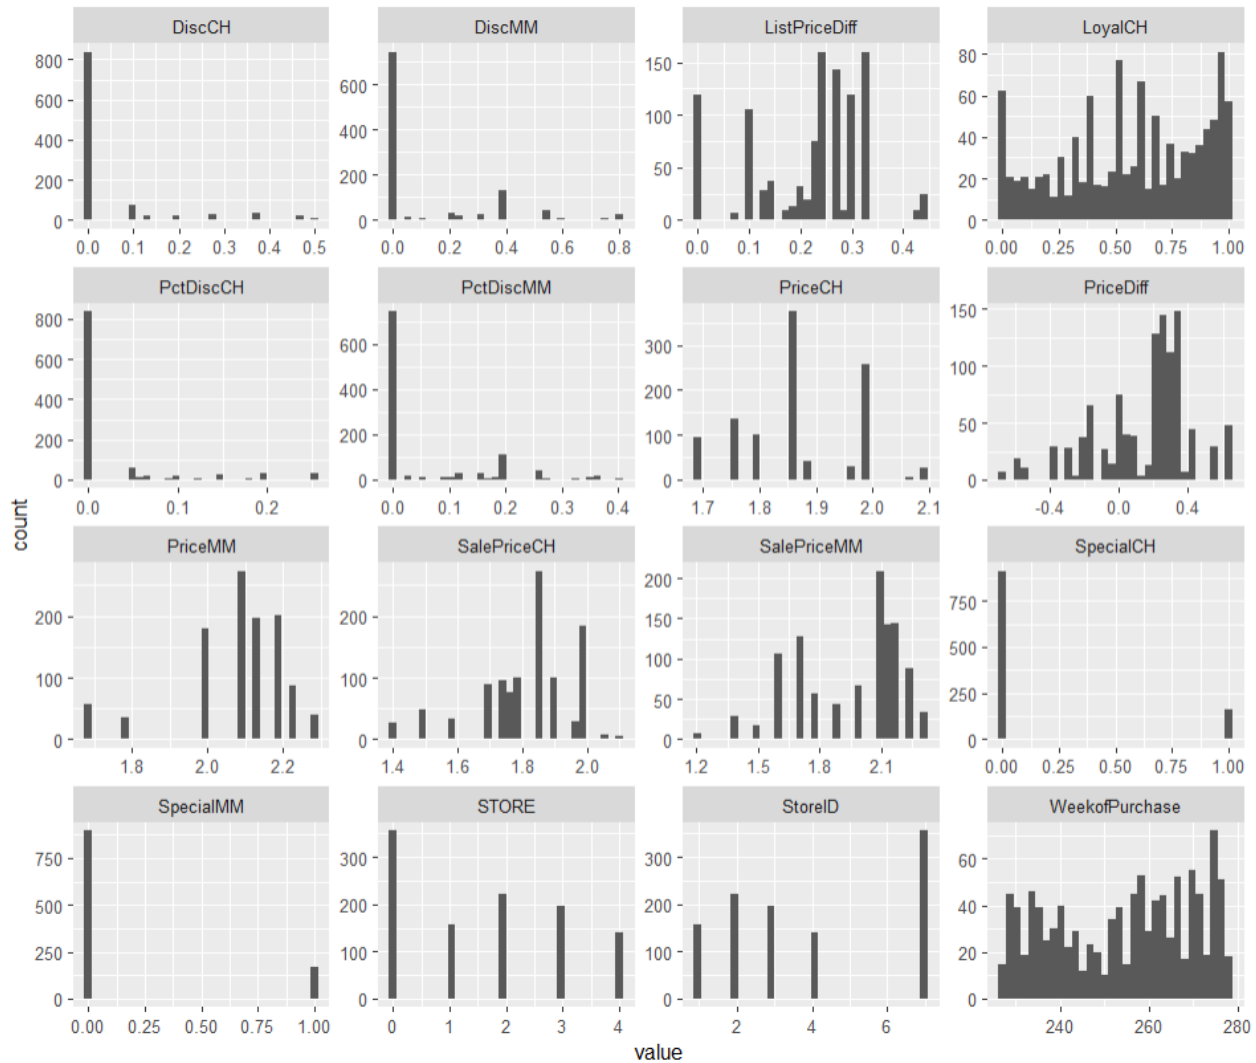 DiscCH DiscMM ListPriceDiff LoyalCH
800 600 400 200 0
600 400 200 0
150 100 50 0
80 60 40 20 0
0.0 0.1 0.2 0.3 0.4 0.5
0.0 0.2 0.4 0.6 0.8
0.0 0.1 0.2 0.3 0.4
0.00 0.25 0.50 0.75 1.00
PctDiscCH PctDiscMM PriceCH PriceDiff
800 600 400 200 0
600 400 200 0
300 200 100 0
150 100 50 0
0.0 0.1 0.2
0.0 0.1 0.2 0.3 0.4
1.7 1.8 1.9 2.0 2.1
-0.4 0.0 0.4
count
PriceMM SalePriceCH SalePriceMM SpecialCH
200 100 0
200 100 0
200 150 100 50 0
750 500 250 0
1.8 2.0 2.2
1.4 1.6 1.8 2.0
1.2 1.5 1.8 2.1
0.00 0.25 0.50 0.75 1.00
SpecialMM STORE StoreID WeekofPurchase
750 500 250 0
300 200 100 0
300 200 100 0
60 40 20 0
0.00 0.25 0.50 0.75 1.00
0 1 2 3 4
2 4 6
240 260 280
value